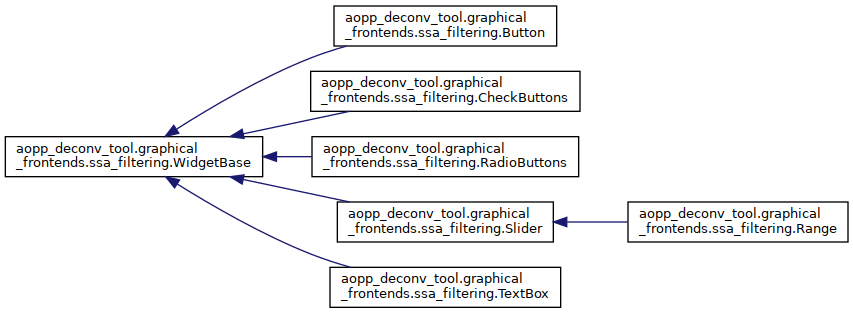 aopp_deconv_tool.graphical
_frontends.ssa_filtering.Button
aopp_deconv_tool.graphical
_frontends.ssa_filtering.CheckButtons
aopp_deconv_tool.graphical
_frontends.ssa_filtering.WidgetBase
aopp_deconv_tool.graphical
_frontends.ssa_filtering.RadioButtons
aopp_deconv_tool.graphical
_frontends.ssa_filtering.Slider
aopp_deconv_tool.graphical
_frontends.ssa_filtering.Range
aopp_deconv_tool.graphical
_frontends.ssa_filtering.TextBox